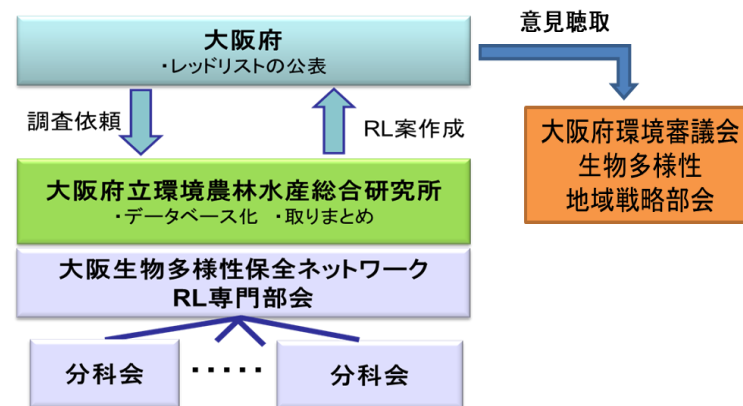 大阪府
・レッドリストの公表
意見聴取
調査依頼
RL案作成
大阪府環境審議会
生物多様性
地域戦略部会
大阪府立環境農林水産総合研究所
・データベース化 ・取りまとめ
大阪生物多様性保全ネットワーク
RL専門部会
分科会 ・・・・・ 分科会